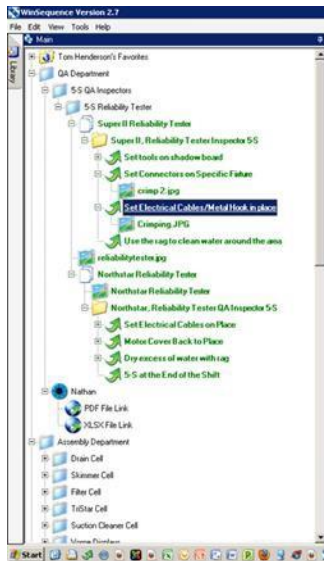 WinSequence Version 2.7
File Edit View Tools Help
Main
Library
Tom Henderson's Favorites
QA Department
5-S QA Inspectors
5-S Reliability Tester
Super II Reliability Tester
Super II, Reliability Tester Inspector 5-S
Set tools on shadow board
Set Connectors on Specific Fixture
crimp 2.jpg
Set Electrical Cables/Metal Hook in place
Crimping.JPG
Use the rag to clean water around the area
reliabilitytester.jpg
Northstar Reliability Tester
Northstar Reliability Tester
Northstar, Reliability Tester QA Inspector 5-S
Set Electrical Cables on Place
Motor Cover Back to Place
Dry excess of water with rag
5-S at the End of the Shift
Nathan
PDF File Link
XLSX File Link
Assembly Department
Drain Cell
Skimmer Cell
Filter Cell
TriStar Cell
Suction Cleaner Cell
Start